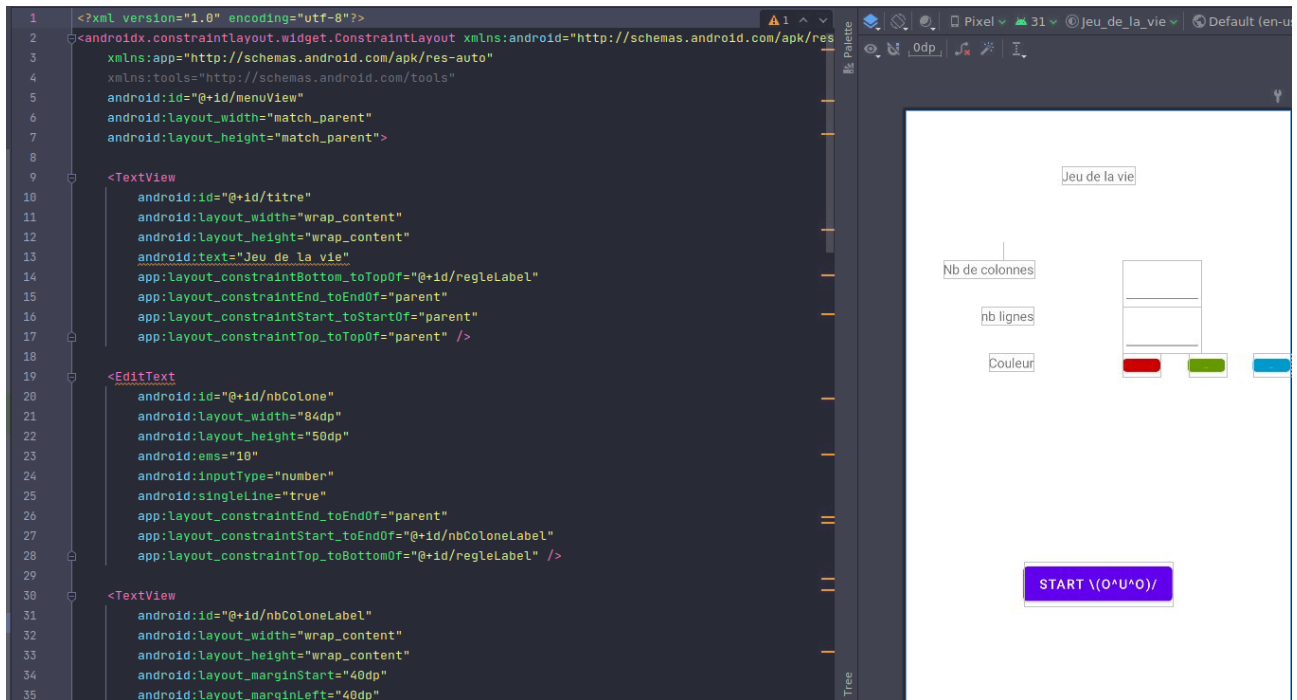 1 <?xml version="1.0" encoding="utf-8"?>
2 <androidx.constraintlayout.widget.ConstraintLayout xmlns:android="http://schemas.android.com/apk/res
3 xmlns:app="http://schemas.android.com/apk/res-auto"
4 xmlns:tools="http://schemas.android.com/tools"
5 android:id="@+id/menuView"
6 android:layout_width="match_parent"
7 android:layout_height="match_parent">
8
9 <TextView
10 android:id="@+id/titre"
11 android:layout_width="wrap_content"
12 android:layout_height="wrap_content"
13 android:text="Jeu de la vie"
14 app:layout_constraintBottom_toTopOf="@+id/regleLabel"
15 app:layout_constraintEnd_toEndOf="parent"
16 app:layout_constraintStart_toStartOf="parent"
17 app:layout_constraintTop_toTopOf="parent" />
18
19 <EditText
20 android:id="@+id/nbColone"
21 android:layout_width="84dp"
22 android:layout_height="50dp"
23 android:ems="10"
24 android:inputType="number"
25 android:singleLine="true"
26 app:layout_constraintEnd_toEndOf="parent"
27 app:layout_constraintStart_toEndOf="@+id/nbColoneLabel"
28 app:layout_constraintTop_toBottomOf="@+id/regleLabel" />
29
30 <TextView
31 android:id="@+id/nbColoneLabel"
32 android:layout_width="wrap_content"
33 android:layout_height="wrap_content"
34 android:layout_marginStart="40dp"
35 android:layout_marginLeft="40dp"
1
Palette
Tree
Pixel 31 Jeu_de_la_vie Default (en-us
0dp
Jeu de la vie
Nb de colonnes
nb lignes
Couleur
START \(O^U^O)/